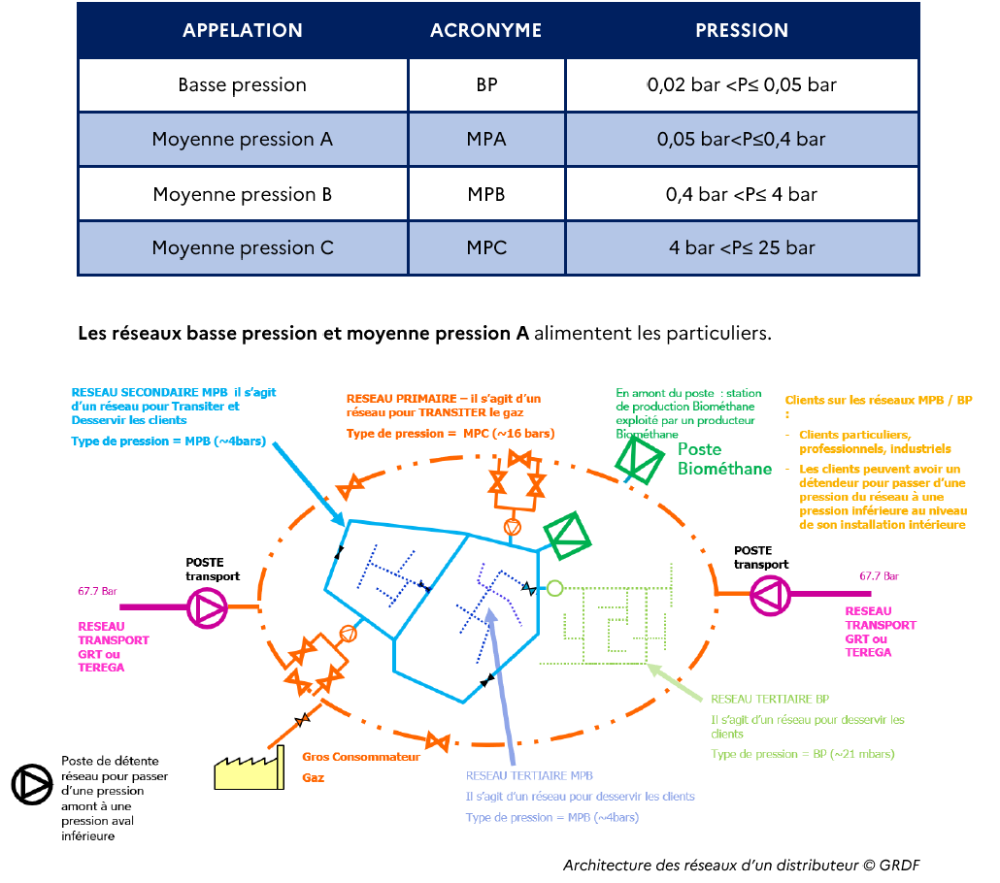 APPELATION ACRONYME PRESSION
Basse pression BP 0,02 bar <P≤ 0,05 bar
Moyenne pression A MPA 0,05 bar<P≤0,4 bar
Moyenne pression B MPB 0,4 bar <P≤ 4 bar
Moyenne pression C MPC 4 bar <P≤ 25 bar
Les réseaux basse pression et moyenne pression A alimentent les particuliers.
RESEAU SECONDAIRE MPB il s’agit
d’un réseau pour Transiter et
Desservir les clients
Type de pression = MPB (~4bars)
RESEAU PRIMAIRE – il s’agit d’un
réseau pour TRANSITER le gaz
Type de pression = MPC (~16 bars)
En amont du poste : station
de production Biométhane
exploité par un producteur
Biométhane
Poste
Biométhane
Clients sur les réseaux MPB / BP
:
- Clients particuliers,
professionnels, industriels
- Les clients peuvent avoir un
détendeur pour passer d’une
pression du réseau à une
pression inférieure au niveau
de son installation intérieure
POSTE
transport
67.7 Bar
RESEAU
TRANSPORT
GRT ou
TEREGA
POSTE
transport
67.7 Bar
RESEAU
TRANSPORT
GRT ou
TEREGA
RESEAU TERTIAIRE BP
Il s’agit d’un réseau pour desservir les
clients
Type de pression = BP (~21 mbars)
Gros Consommateur
Gaz
RESEAU TERTIAIRE MPB
Il s’agit d’un réseau pour desservir les clients
Type de pression = MPB (~4bars)
Poste de détente
réseau pour passer
d’une pression
amont à une
pression aval
inférieure
Architecture des réseaux d’un distributeur © GRDF